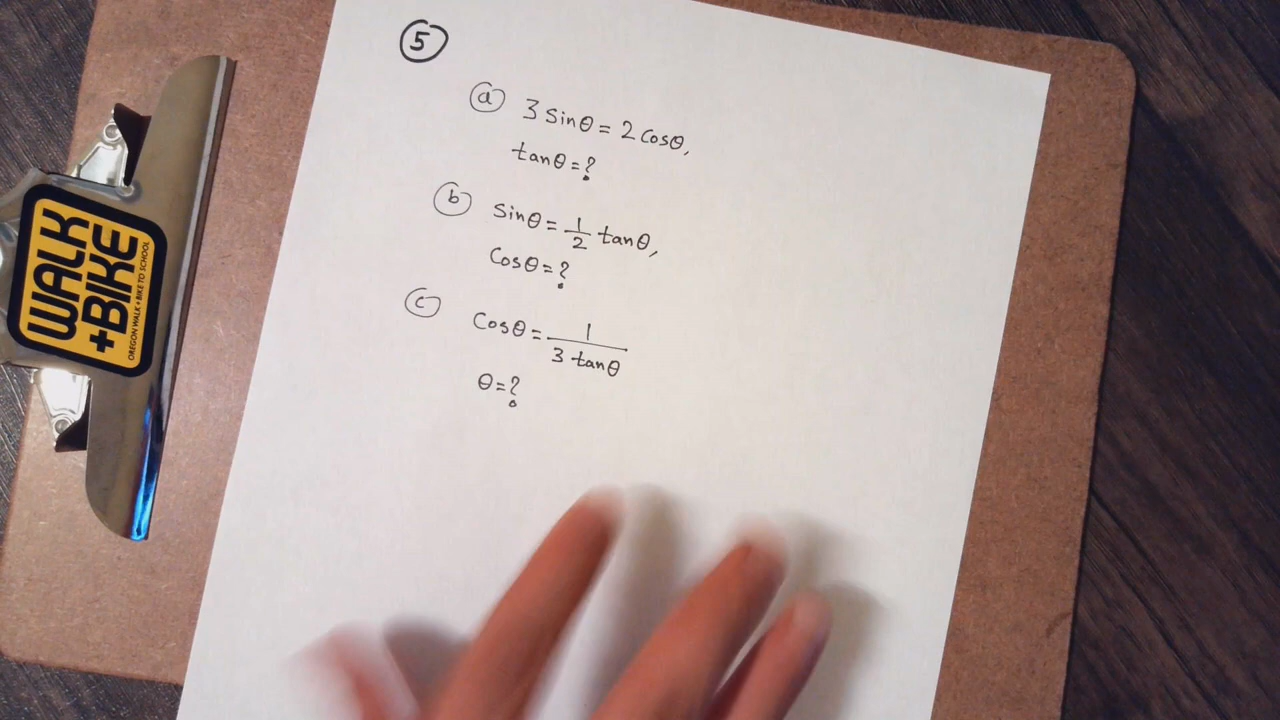 5
a 3 Sinθ = 2 Cosθ,
tanθ = ?
b Sinθ = 1/2 tanθ,
Cosθ = ?
c Cosθ = 1/(3 tanθ)
θ = ?
WALK
+BIKE
OREGON WALK + BIKE TO SCHOOL